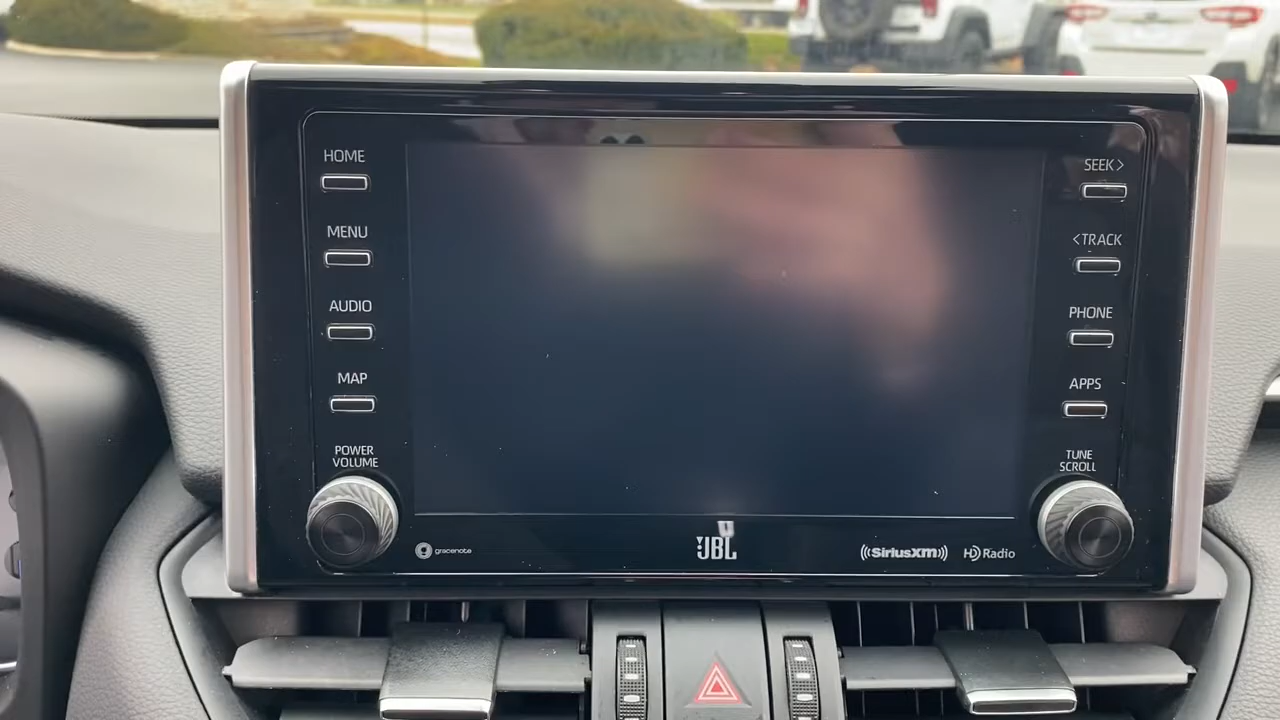 HOME
MENU
AUDIO
MAP
POWER
VOLUME
SEEK>
<TRACK
PHONE
APPS
TUNE
SCROLL
gracenote
JBL
((SiriusXM))
HD Radio